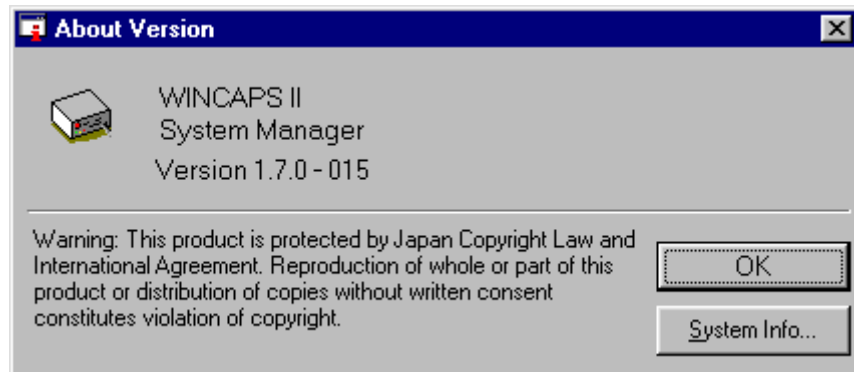 About Version
WINCAPS II
System Manager
Version 1.7.0 - 015
Warning: This product is protected by Japan Copyright Law and
International Agreement. Reproduction of whole or part of this
product or distribution of copies without written consent
constitutes violation of copyright.
OK
System Info...